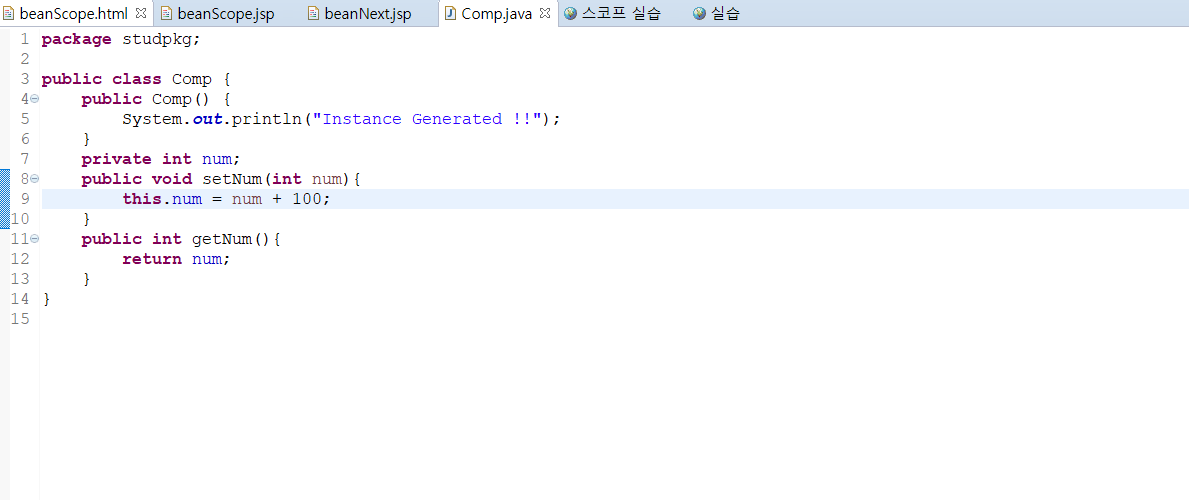 beanScope.html beanScope.jsp beanNext.jsp Comp.java 스코프 실습 실습
1 package studpkg;
2
3 public class Comp {
4 public Comp() {
5 System.out.println("Instance Generated !!");
6 }
7 private int num;
8 public void setNum(int num){
9 this.num = num + 100;
10 }
11 public int getNum(){
12 return num;
13 }
14 }
15